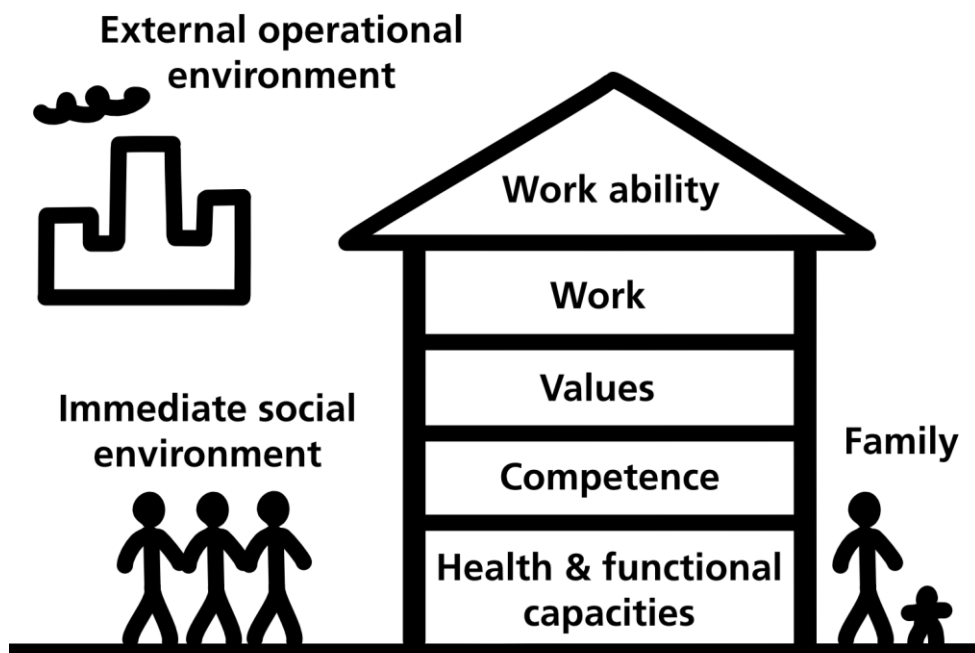 External operational
environment
Work ability
Work
Values
Immediate social
environment
Family
Competence
Health & functional
capacities